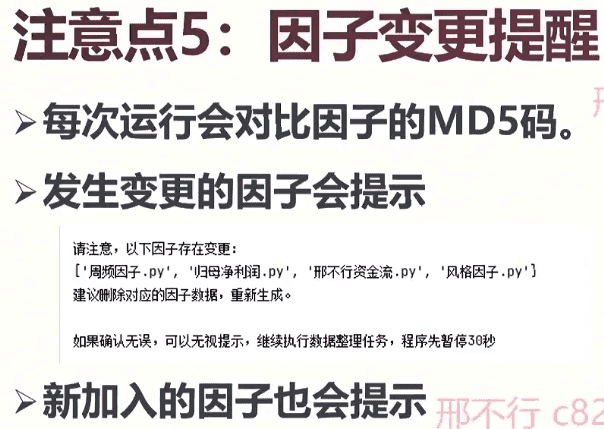 注意点5：因子变更提醒
邢
➢每次运行会对比因子的MD5码。
➢发生变更的因子会提示
请注意，以下因子存在变更：
['周频因子.py', '归母净利润.py', '邢不行资金流.py', '风格因子.py']
建议删除对应的因子数据，重新生成。
如果确认无误，可以无视提示，继续执行数据整理任务，程序先暂停30秒
➢新加入的因子也会提示
邢不行 c82